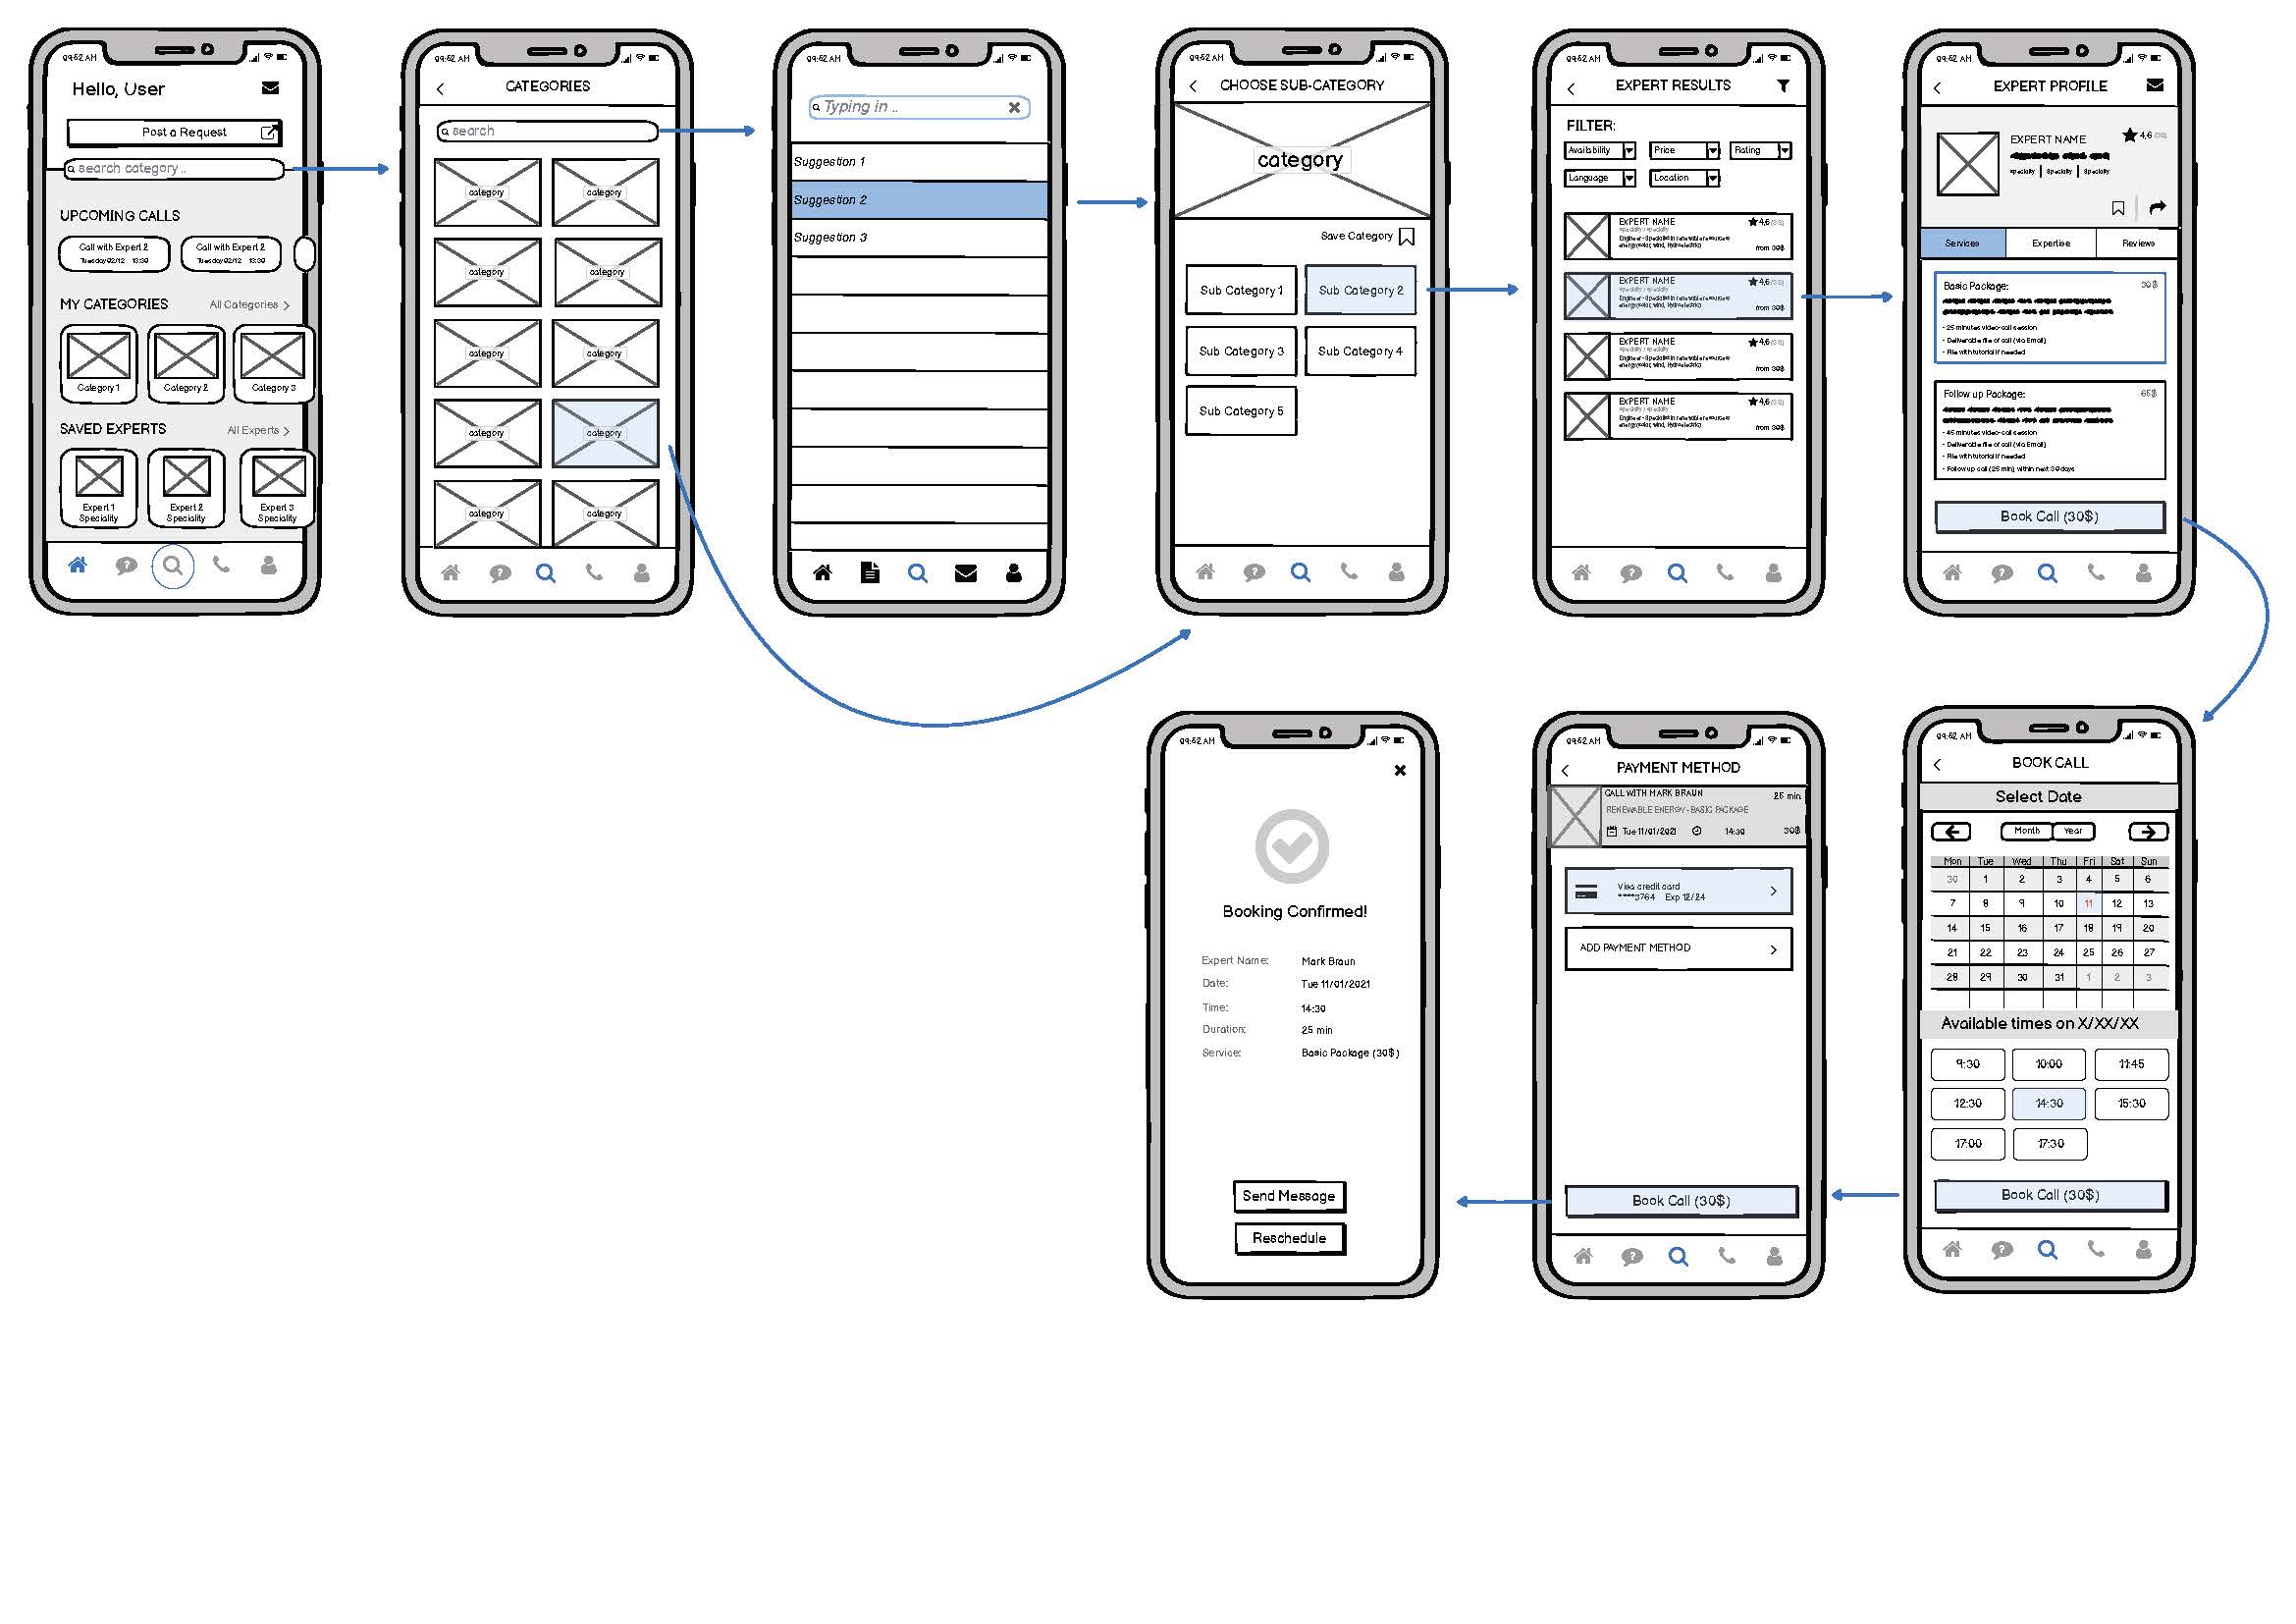 09:52 AM
Hello, User
Post a Request
search category ..
UPCOMING CALLS
Call with Expert 2
Tuesday 02/12 13:30
Call with Expert 2
Tuesday 02/12 13:30
MY CATEGORIES
All Categories >
Category 1
Category 2
Category 3
SAVED EXPERTS
All Experts >
Expert 1
Speciality
Expert 2
Speciality
Expert 3
Speciality
09:52 AM
CATEGORIES
search
category
category
category
category
category
category
category
category
category
category
09:52 AM
Typing in ..
Suggestion 1
Suggestion 2
Suggestion 3
09:52 AM
CHOOSE SUB-CATEGORY
category
Save Category
Sub Category 1
Sub Category 2
Sub Category 3
Sub Category 4
Sub Category 5
09:52 AM
EXPERT RESULTS
FILTER:
Availability
Price
Rating
Language
Location
EXPERT NAME
4,6
from 30$
EXPERT NAME
4,6
from 30$
EXPERT NAME
4,6
from 30$
EXPERT NAME
4,6
from 30$
09:52 AM
EXPERT PROFILE
EXPERT NAME
4,6
specialty | Specialty | Specialty
Services
Expertise
Reviews
Basic Package:
30$
- 25 minutes video-call session
- Deliverable file of call (via Email)
- File with tutorial if needed
Follow up Package:
65$
- 45 minutes video-call session
- Deliverable file of call (via Email)
- File with tutorial if needed
- Follow up call (25 min) within next 30 days
Book Call (30$)
09:52 AM
Booking Confirmed!
Expert Name: Mark Braun
Date: Tue 11/01/2021
Time: 14:30
Duration: 25 min
Service: Basic Package (30$)
Send Message
Reschedule
09:52 AM
PAYMENT METHOD
CALL WITH MARK BRAUN
25 min
RENEWABLE ENERGY-BASIC PACKAGE
Tue 11/01/2021 14:30 30$
Visa credit card
****3764 Exp 12/24
ADD PAYMENT METHOD
Book Call (30$)
09:52 AM
BOOK CALL
Select Date
Month Year
Mon Tue Wed Thu Fri Sat Sun
30 1 2 3 4 5 6
7 8 9 10 11 12 13
14 15 16 17 18 19 20
21 22 23 24 25 26 27
28 29 30 31 1 2 3
Available times on X/XX/XX
9:30 10:00 11:45
12:30 14:30 15:30
17:00 17:30
Book Call (30$)